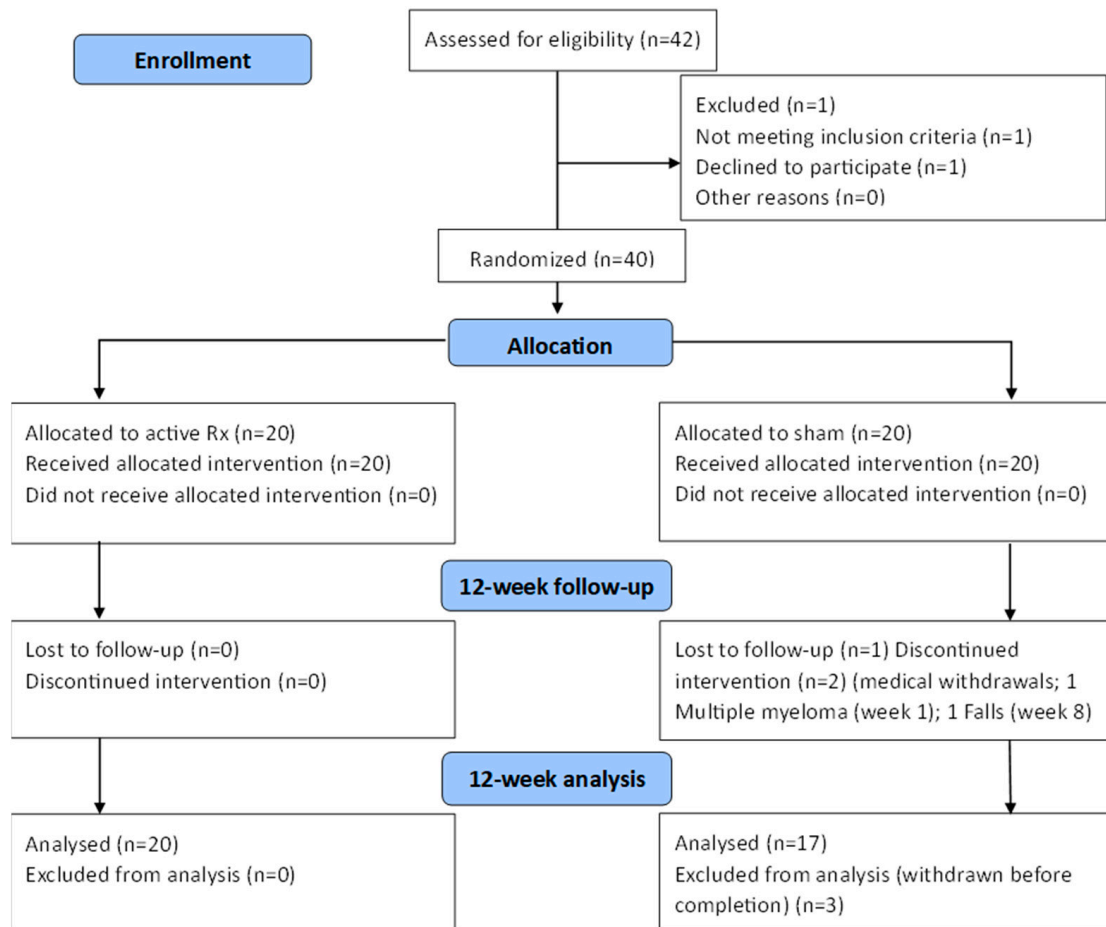 Assessed for eligibility (n=42)
Enrollment
Excluded (n=1)
Not meeting inclusion criteria (n=1)
Declined to participate (n=1)
Other reasons (n=0)
Randomized (n=40)
Allocation
Allocated to active Rx (n=20)
Received allocated intervention (n=20)
Did not receive allocated intervention (n=0)
Allocated to sham (n=20)
Received allocated intervention (n=20)
Did not receive allocated intervention (n=0)
12-week follow-up
Lost to follow-up (n=0)
Discontinued intervention (n=0)
Lost to follow-up (n=1) Discontinued
intervention (n=2) (medical withdrawals; 1
Multiple myeloma (week 1); 1 Falls (week 8)
12-week analysis
Analysed (n=20)
Excluded from analysis (n=0)
Analysed (n=17)
Excluded from analysis (withdrawn before
completion) (n=3)